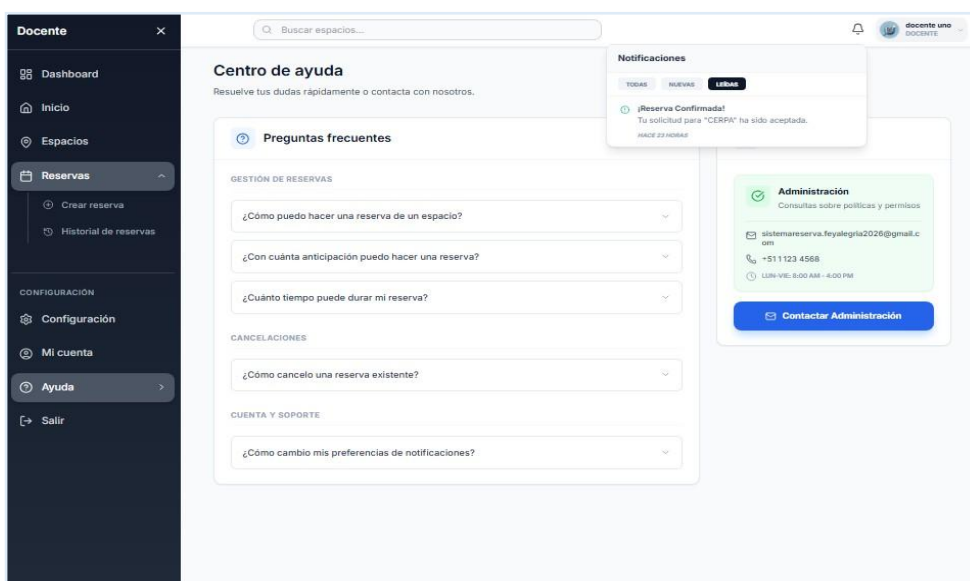 Docente
Dashboard
Inicio
Espacios
Reservas
Crear reserva
Historial de reservas
CONFIGURACIÓN
Configuración
Mi cuenta
Ayuda
Salir
Buscar espacios...
docente uno
DOCENTE
Centro de ayuda
Resuelve tus dudas rápidamente o contacta con nosotros.
Notificaciones
TODAS NUEVAS LEÍDAS
¡Reserva Confirmada!
Tu solicitud para "CERPA" ha sido aceptada.
HACE 23 HORAS
Preguntas frecuentes
GESTIÓN DE RESERVAS
¿Cómo puedo hacer una reserva de un espacio?
¿Con cuánta anticipación puedo hacer una reserva?
¿Cuánto tiempo puede durar mi reserva?
CANCELACIONES
¿Cómo cancelo una reserva existente?
CUENTA Y SOPORTE
¿Cómo cambio mis preferencias de notificaciones?
Administración
Consultas sobre políticas y permisos
sistemareserva.feyalegria2026@gmail.c
om
+51 1 123 4568
LUN-VIE: 8:00 AM - 4:00 PM
Contactar Administración